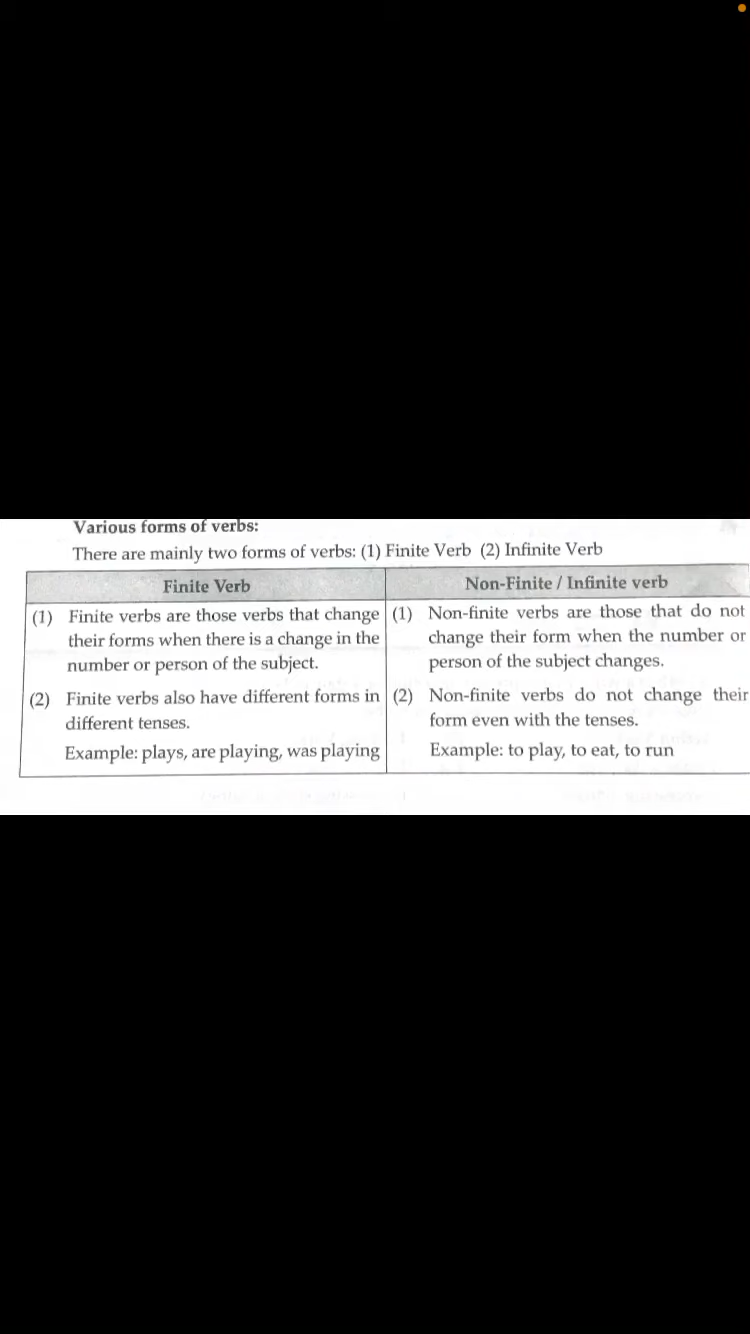 Various forms of verbs:
There are mainly two forms of verbs: (1) Finite Verb (2) Infinite Verb
Finite Verb
(1) Finite verbs are those verbs that change
their forms when there is a change in the
number or person of the subject.
(2) Finite verbs also have different forms in
different tenses.
Example: plays, are playing, was playing
Non-Finite / Infinite verb
(1) Non-finite verbs are those that do not
change their form when the number or
person of the subject changes.
(2) Non-finite verbs do not change their
form even with the tenses.
Example: to play, to eat, to run